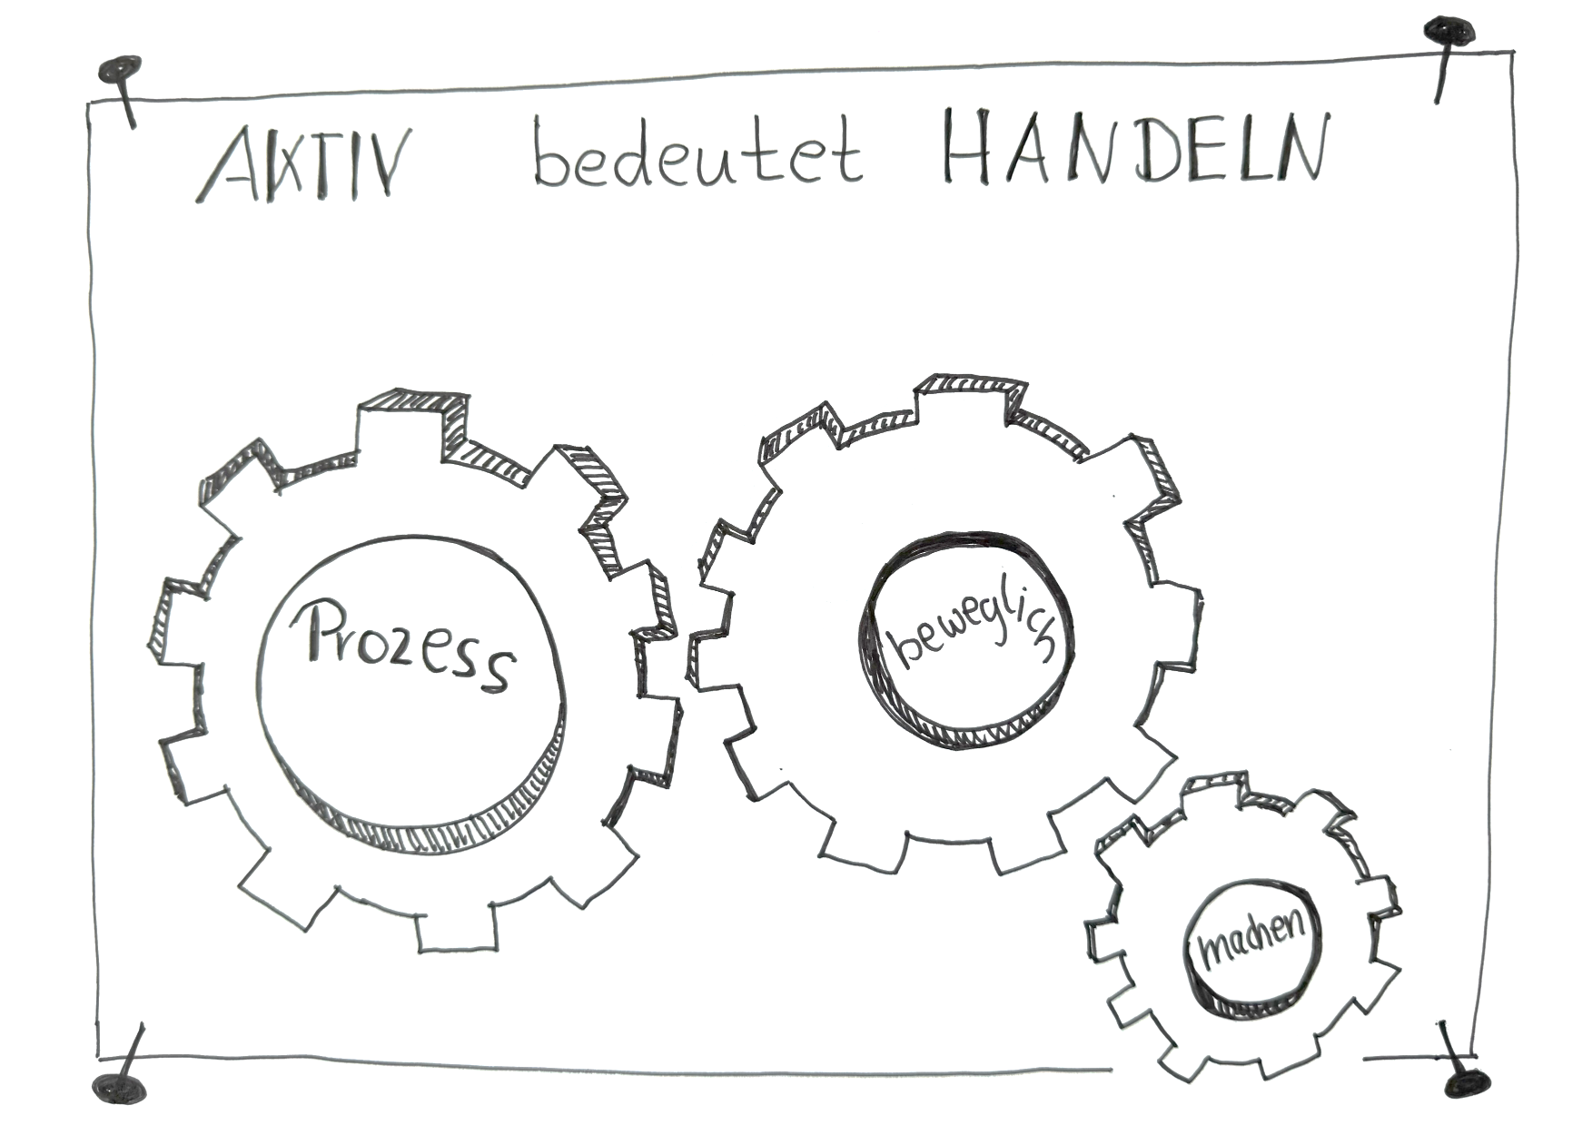 AKTIV bedeutet HANDELN
Prozess
beweglich
machen